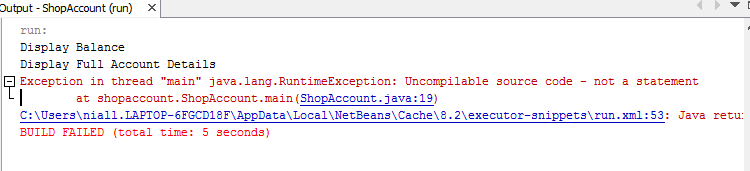 Output - ShopAccount (run) ×
run:
Display Balance
Display Full Account Details
Exception in thread "main" java.lang.RuntimeException: Uncompilable source code - not a statement
at shopaccount.ShopAccount.main(ShopAccount.java:19)
C:\Users\niall.LAPTOP-6FGCD18F\AppData\Local\NetBeans\Cache\8.2\executor-snippets\run.xml:53: Java retu
BUILD FAILED (total time: 5 seconds)